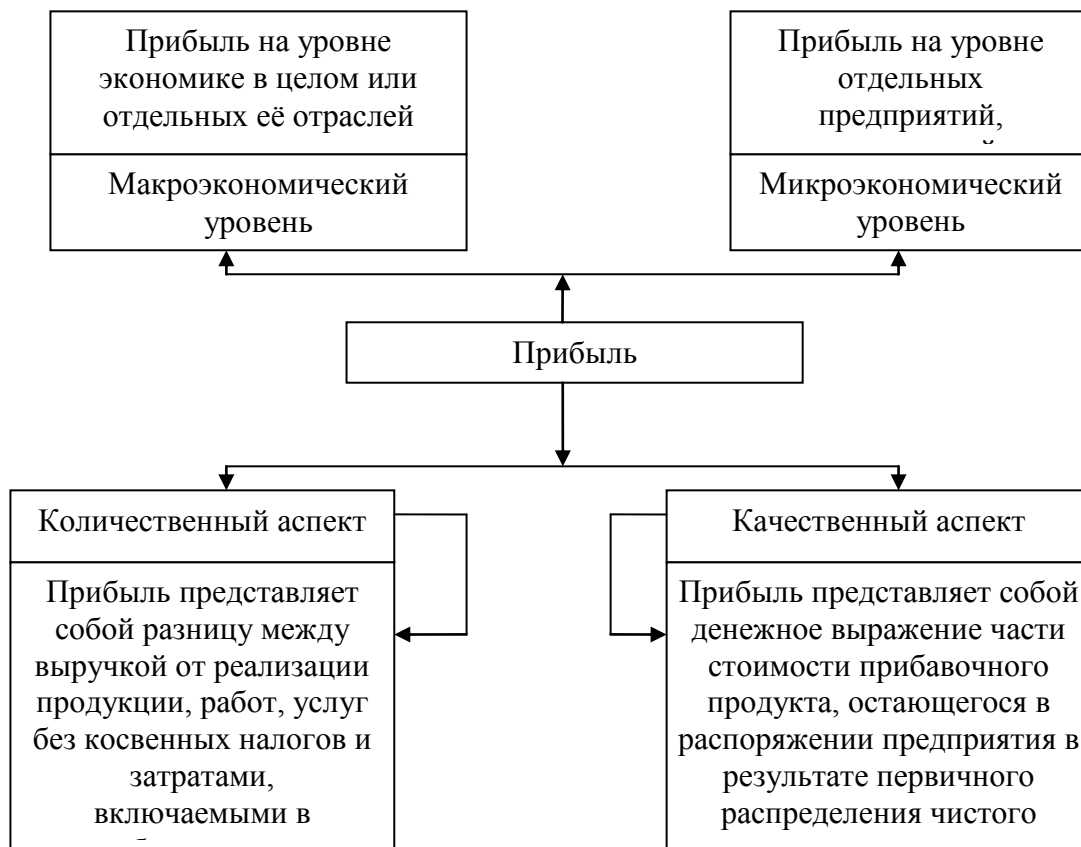 Прибыль на уровне
экономике в целом или
отдельных её отраслей
Макроэкономический
уровень
Прибыль на уровне
отдельных
предприятий,
Микроэкономический
уровень
Прибыль
Количественный аспект
Прибыль представляет
собой разницу между
выручкой от реализации
продукции, работ, услуг
без косвенных налогов и
затратами,
включаемыми в
Качественный аспект
Прибыль представляет собой
денежное выражение части
стоимости прибавочного
продукта, остающегося в
распоряжении предприятия в
результате первичного
распределения чистого